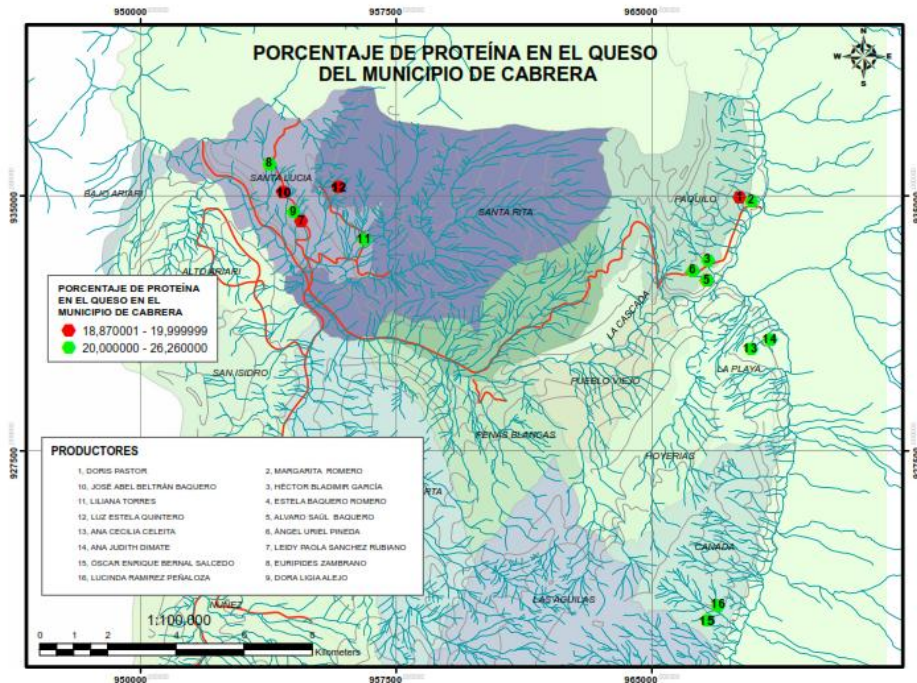 950000 957500 965000
PORCENTAJE DE PROTEÍNA EN EL QUESO
DEL MUNICIPIO DE CABRERA
N
W E
S
8
SANTA LUCIA
10
12
BAJO ARIARI
935000
1
2
PAQUILO
9
7
SANTA RITA
11
3
6
5
ALTO ARIARI
PORCENTAJE DE PROTEÍNA
EN EL QUESO EN EL
MUNICIPIO DE CABRERA
18,870001 - 19,999999
20,000000 - 26,260000
LA CASCADA
14
13
LA PLAYA
SAN ISIDRO
PUEBLO VIEJO
PEÑAS BLANCAS
927500
927500
HOYERIAS
PRODUCTORES
1, DORIS PASTOR
10, JOSÉ ABEL BELTRÁN BAQUERO
11, LILIANA TORRES
12, LUZ ESTELA QUINTERO
13, ANA CECILIA CELEITA
14, ANA JUDITH DIMATE
15, ÓSCAR ENRIQUE BERNAL SALCEDO
16, LUCINDA RAMIREZ PEÑALOZA
2, MARGARITA ROMERO
3, HÉCTOR BLADIMIR GARCÍA
4, ESTELA BAQUERO ROMERO
5, ALVARO SAÚL BAQUERO
6, ÁNGEL URIEL PINEDA
7, LEIDY PAOLA SANCHEZ RUBIANO
8, EURIPIDES ZAMBRANO
9, DORA LIGIA ALEJO
CANADA
LAS AGUILAS
16
15
NUÑEZ
1:100,000
0 2 4 6 8
Kilometers
950000 957500 965000